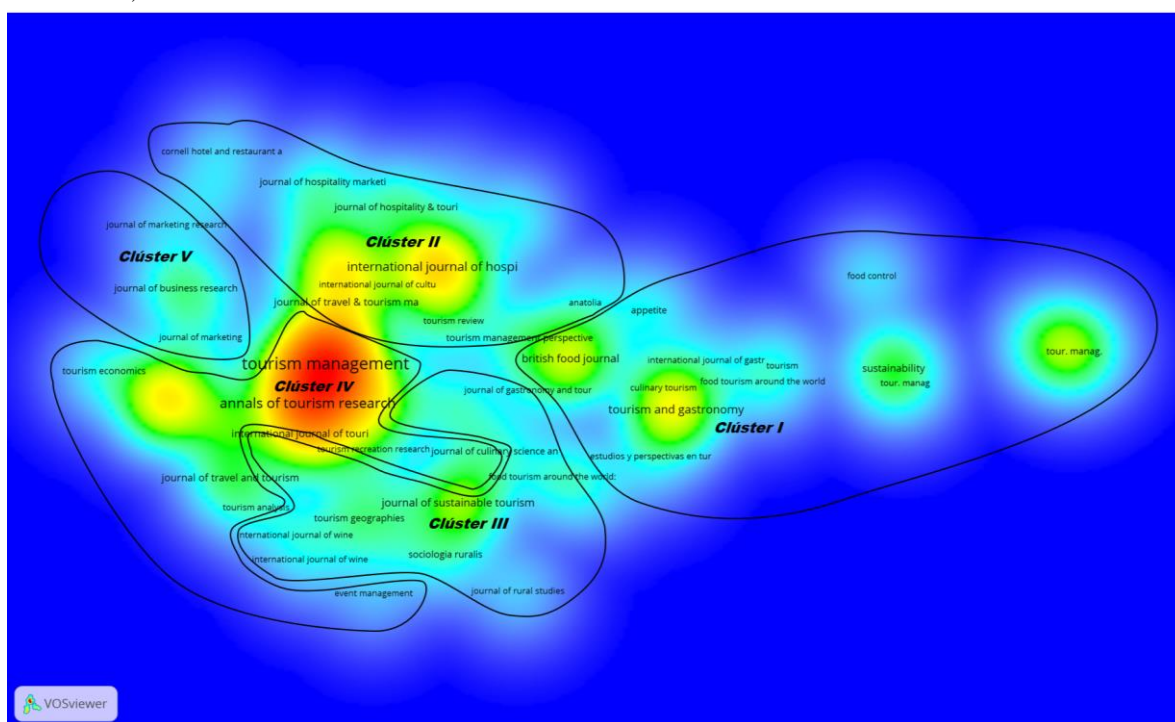 cornell hotel and restaurant a
journal of hospitality marketi
journal of hospitality & touri
journal of marketing research
Clúster II
Clúster V
international journal of hospi
food control
international journal of cultu
journal of business research
journal of travel & tourism ma
anatolia
appetite
tourism review
journal of marketing
tourism management perspective
tour. manag.
british food journal
international journal of gastr
tourism management
tourism
tourism economics
sustainability
food tourism around the world
tour. manag
Clúster IV
culinary tourism
journal of gastronomy and tour
annals of tourism research
tourism and gastronomy
Clúster I
international journal of touri
tourism recreation research
journal of culinary science an
estudios y perspectivas en tur
journal of travel and tourism
food tourism around the world:
journal of sustainable tourism
tourism analysis
tourism geographies
Clúster III
international journal of wine
sociologia ruralis
international journal of wine
event management
journal of rural studies
VOSviewer